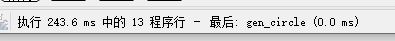 执行 243.6 ms 中的 13 程序行 - 最后: gen_circle (0.0 ms)